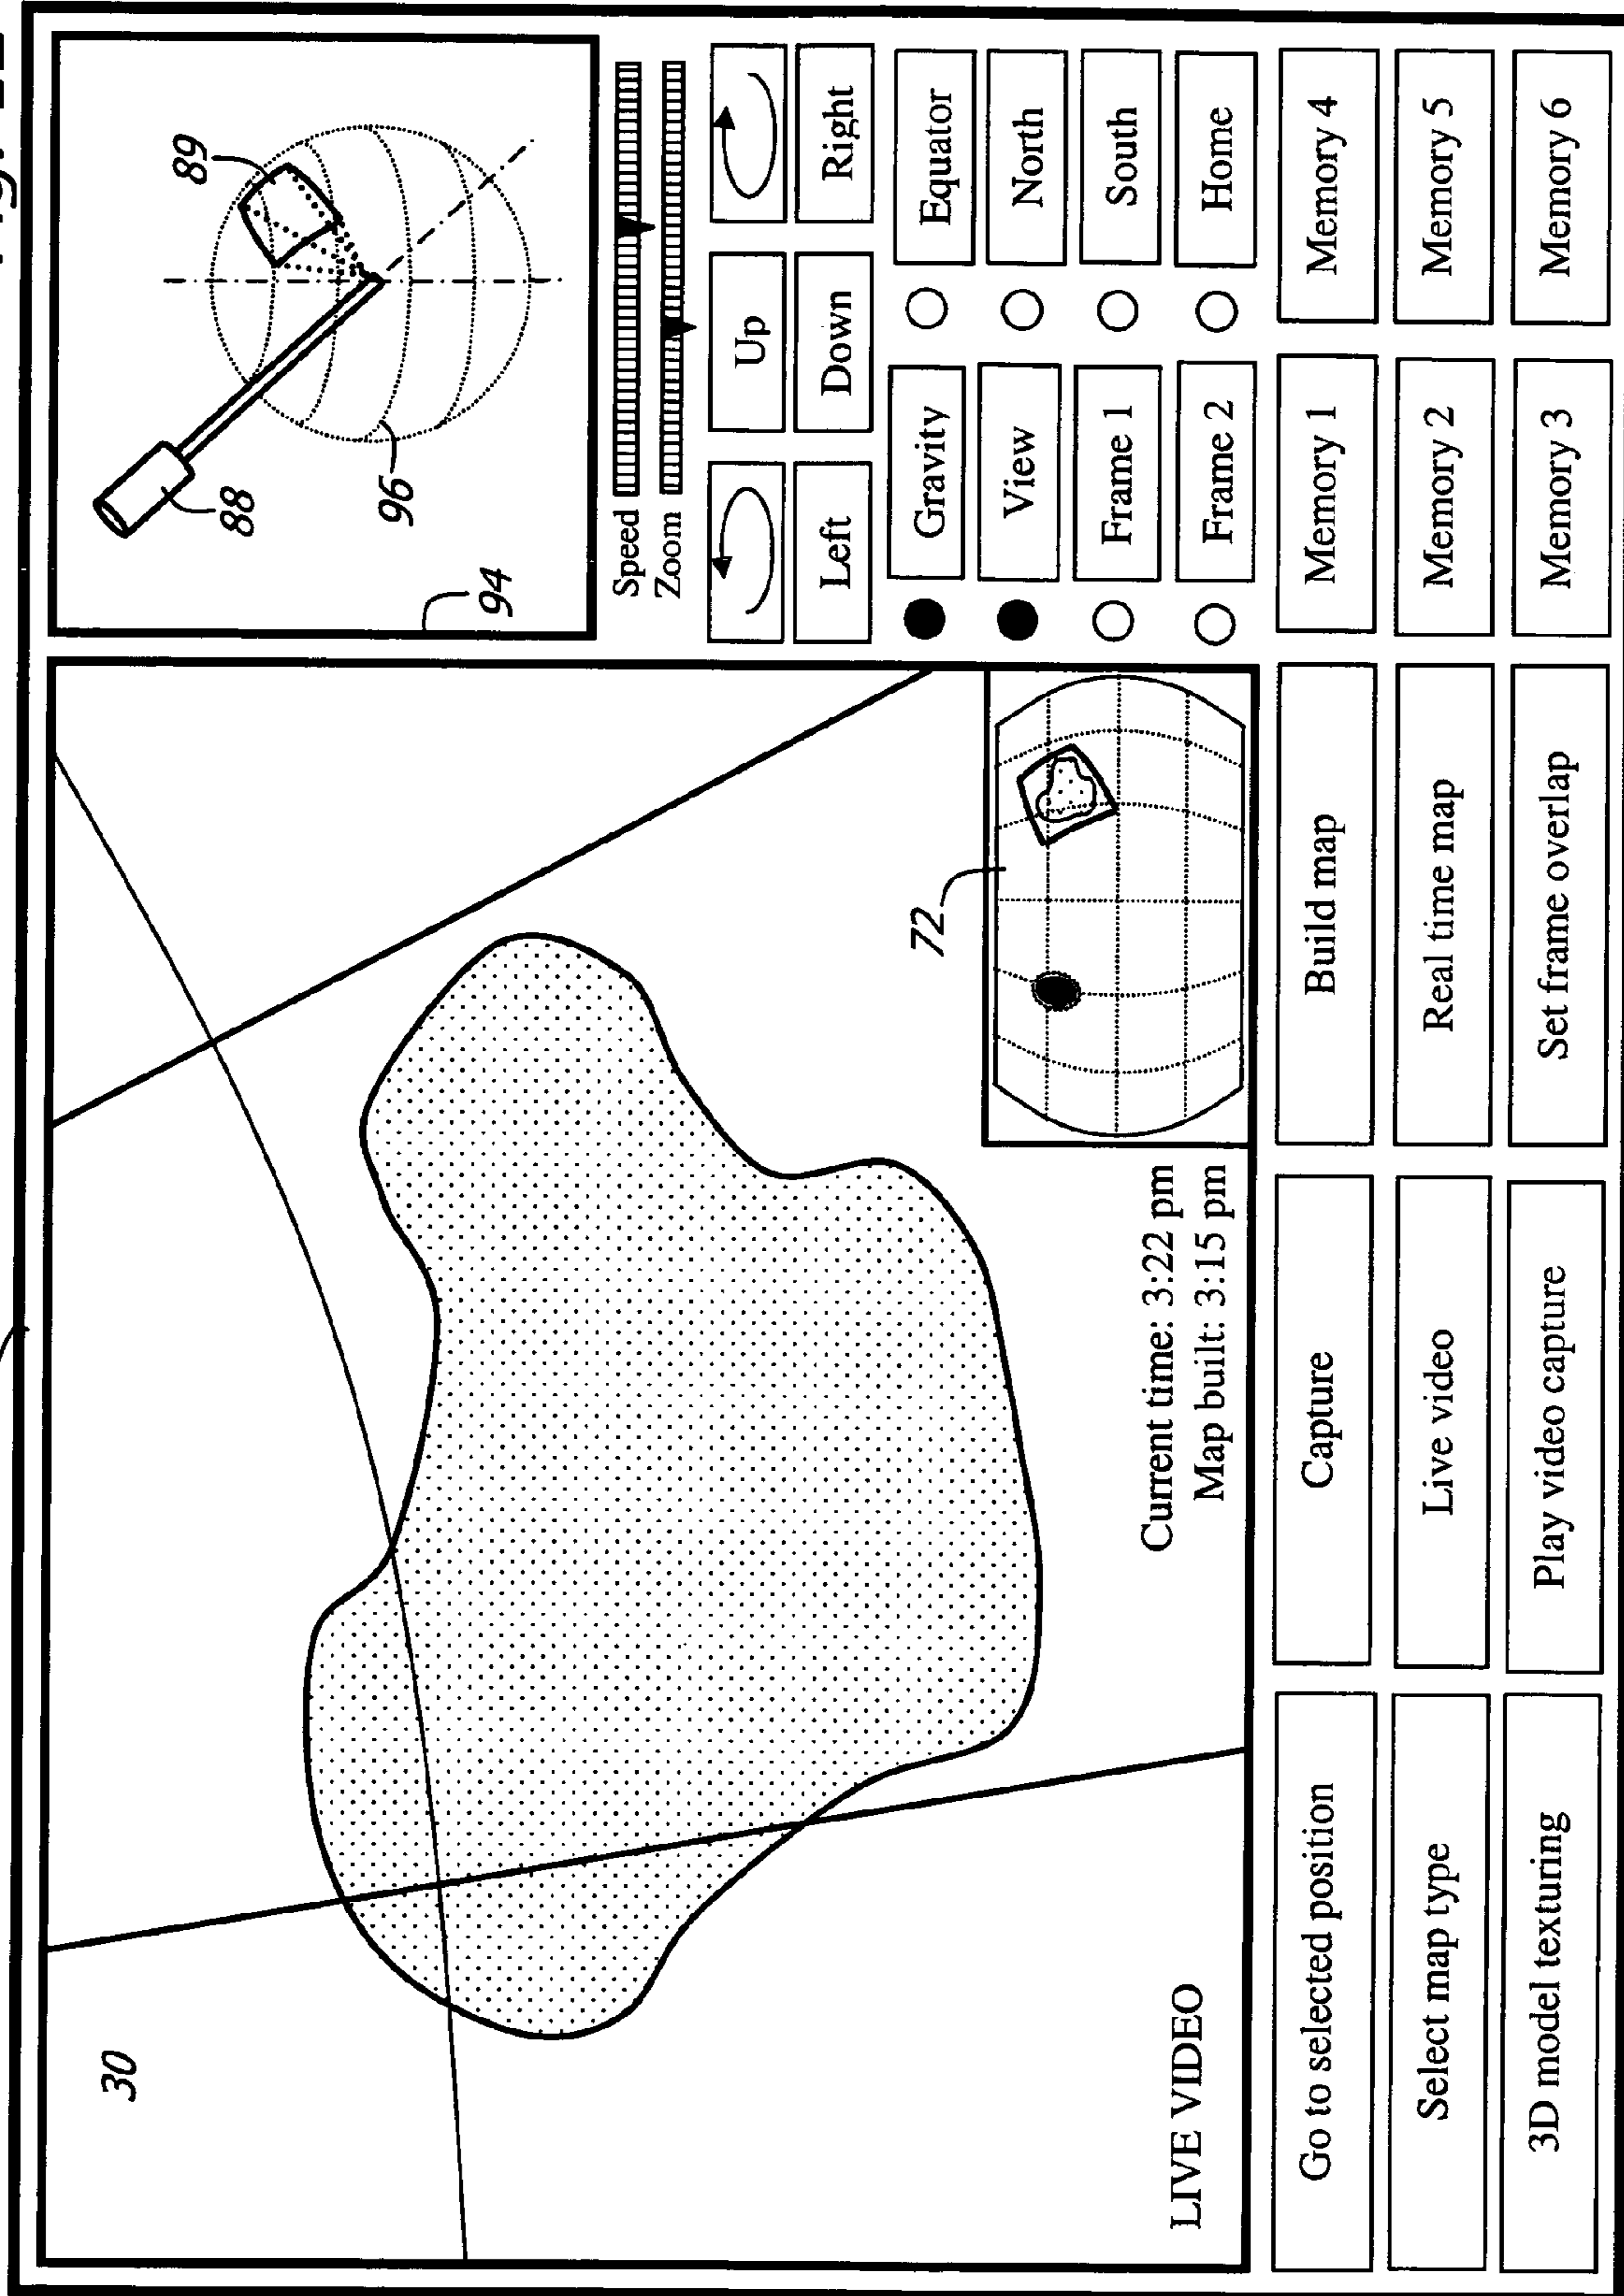 30
LIVE VIDEO
Current time: 3:22 pm
Map built: 3:15 pm
72
88
89
96
94
Speed
Zoom
Up
Left
Down
Right
Gravity
Equator
View
North
Frame 1
South
Frame 2
Home
Go to selected position
Capture
Build map
Memory 1
Memory 4
Select map type
Live video
Real time map
Memory 2
Memory 5
3D model texturing
Play video capture
Set frame overlap
Memory 3
Memory 6